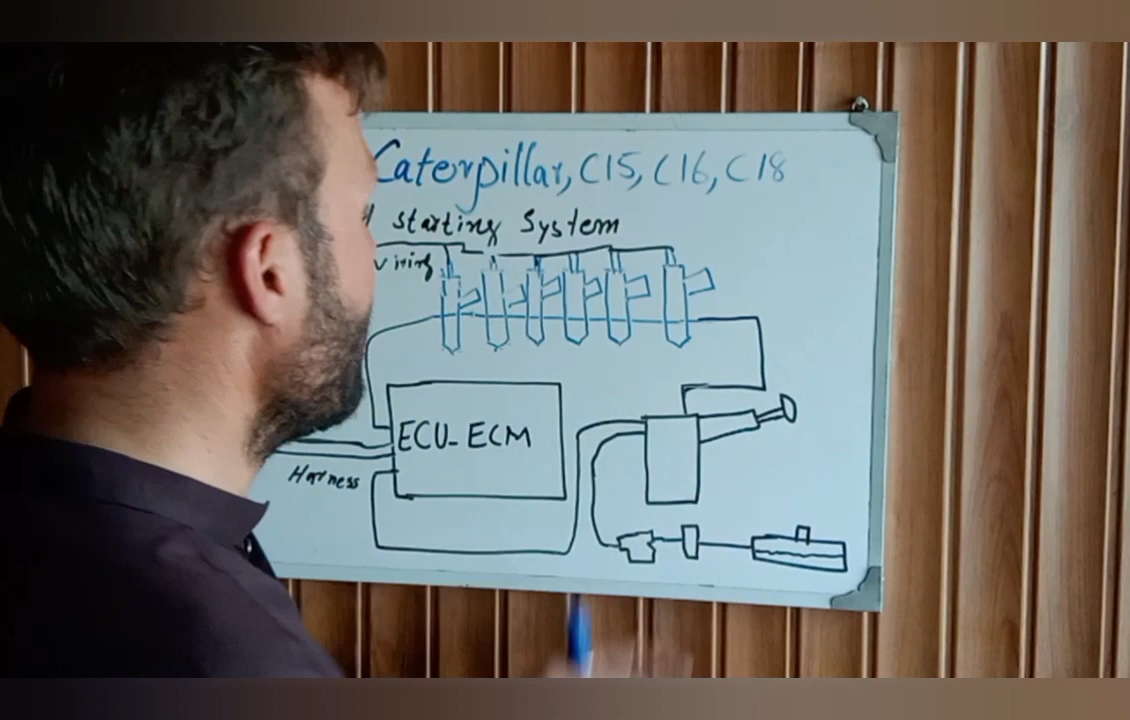 Caterpillar, C15, C16, C18
starting System
ECU-ECM
Harness